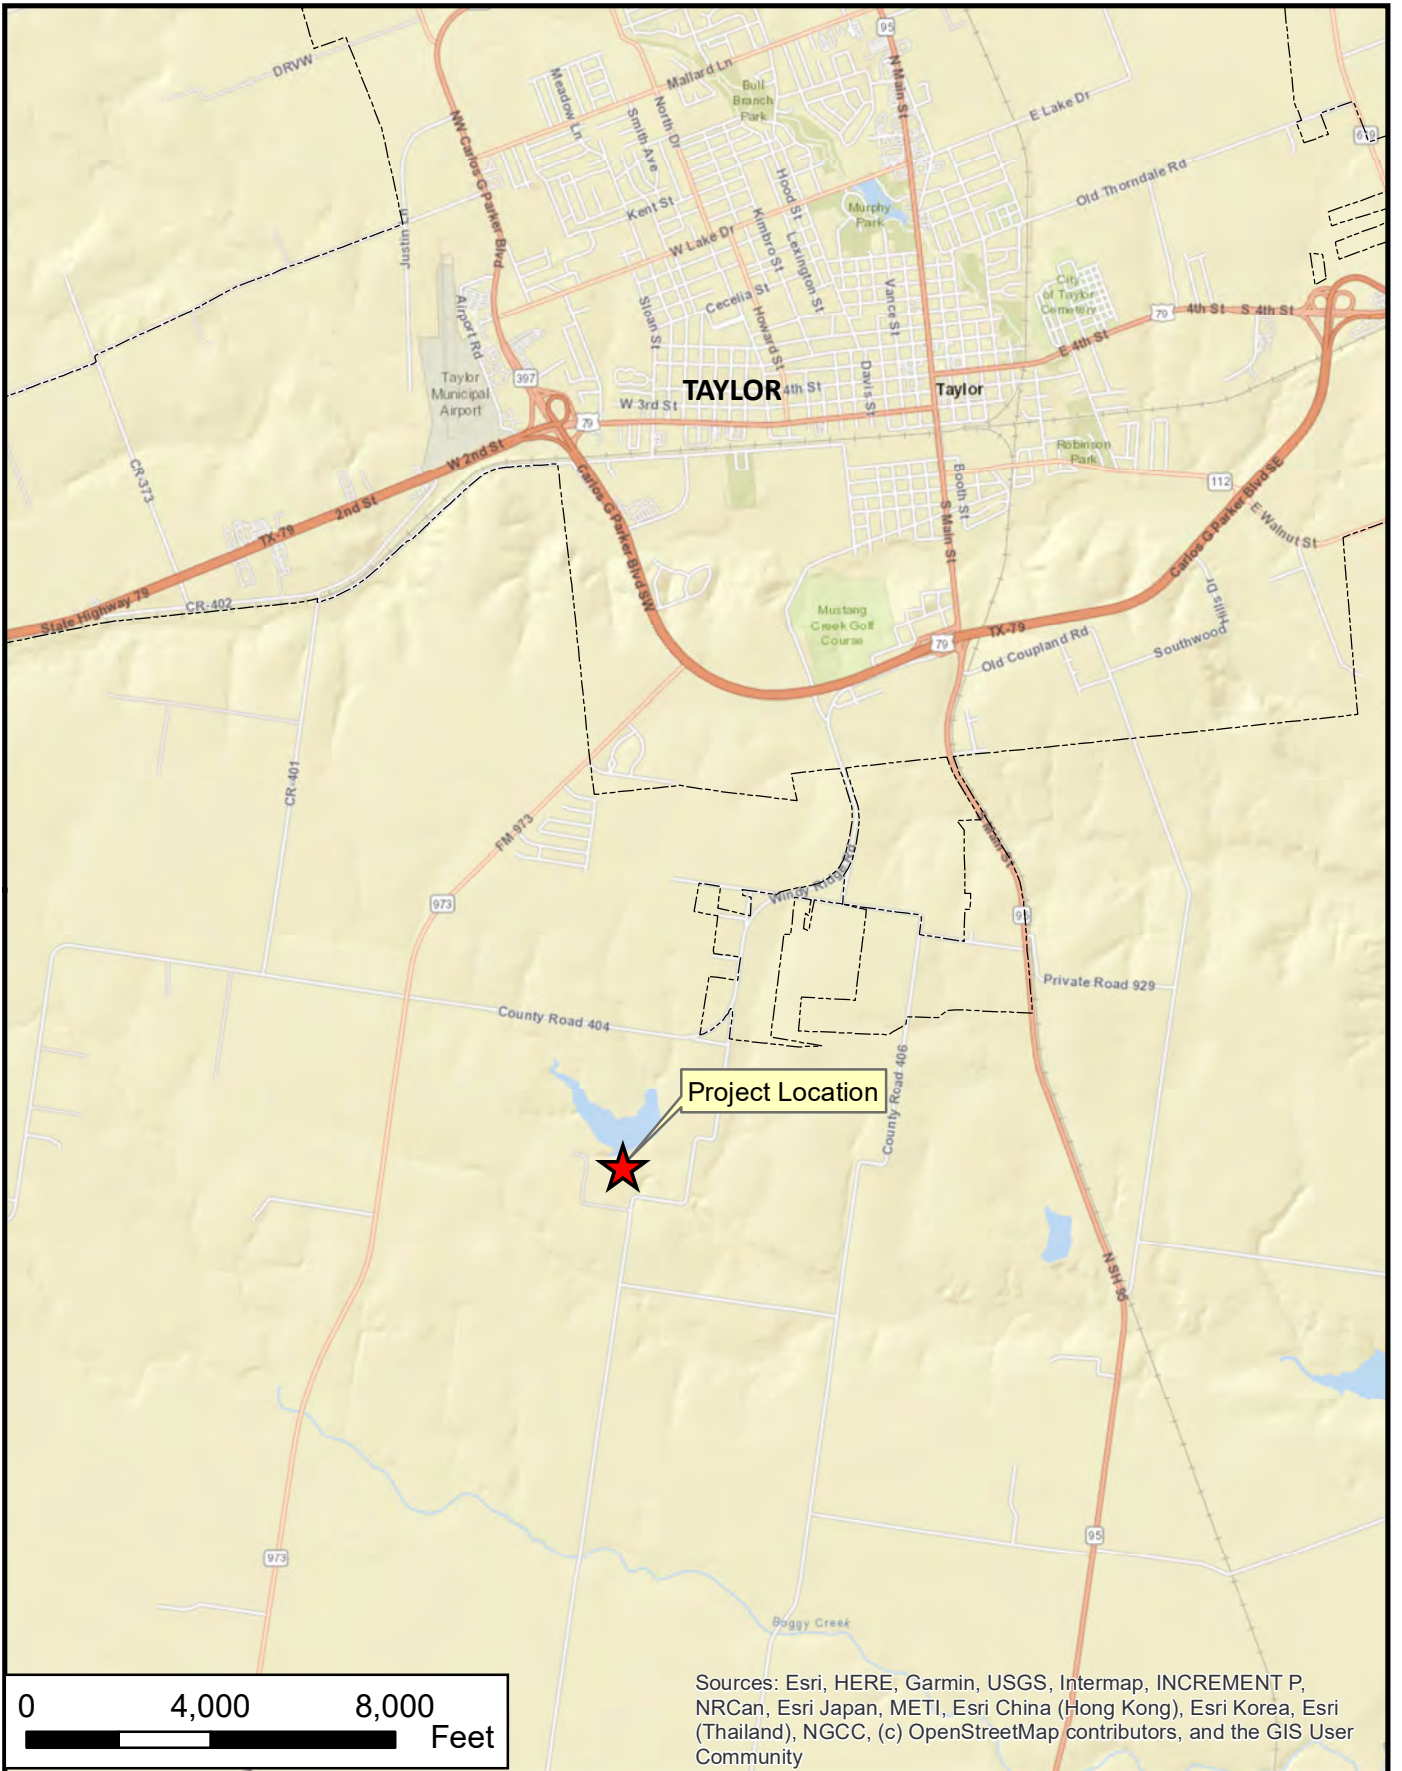 95
DRVW
Mallard Ln
Meadow Ln
Bull
Branch
Park
N Main St
North Dr
Smith Ave
E Lake Dr
NW Carlos G Parker Blvd
619
Old Thorndale Rd
Hood St
Kent St
Murphy
Park
Justin Ln
W Lake Dr
Kimbro St
Lexington St
City
of Taylor
Cemetery
Airport Rd
Sloan St
Cecelia St
Vance St
79
4th St
S 4th St
Howard St
E 4th St
Taylor
Municipal
Airport
397
TAYLOR
4th St
Davis St
Taylor
W 3rd St
79
W 2nd St
Robinson
Park
CR-373
2nd St
Carlos G Parker Blvd SW
Booth St
112
Carlos G Parker Blvd SE
TX-79
S Main St
E Walnut St
State Highway 79
CR-402
Mustang
Creek Golf
Course
Hills Dr
79
TX-79
Old Coupland Rd
Southwood
CR-401
FM-973
S Main St
Windy Ridge Rd
973
95
Private Road 929
County Road 404
County Road 406
Project Location
N SH 95
95
973
Boggy Creek
0 4,000 8,000
Feet
Sources: Esri, HERE, Garmin, USGS, Intermap, INCREMENT P,
NRCan, Esri Japan, METI, Esri China (Hong Kong), Esri Korea, Esri
(Thailand), NGCC, (c) OpenStreetMap contributors, and the GIS User
Community